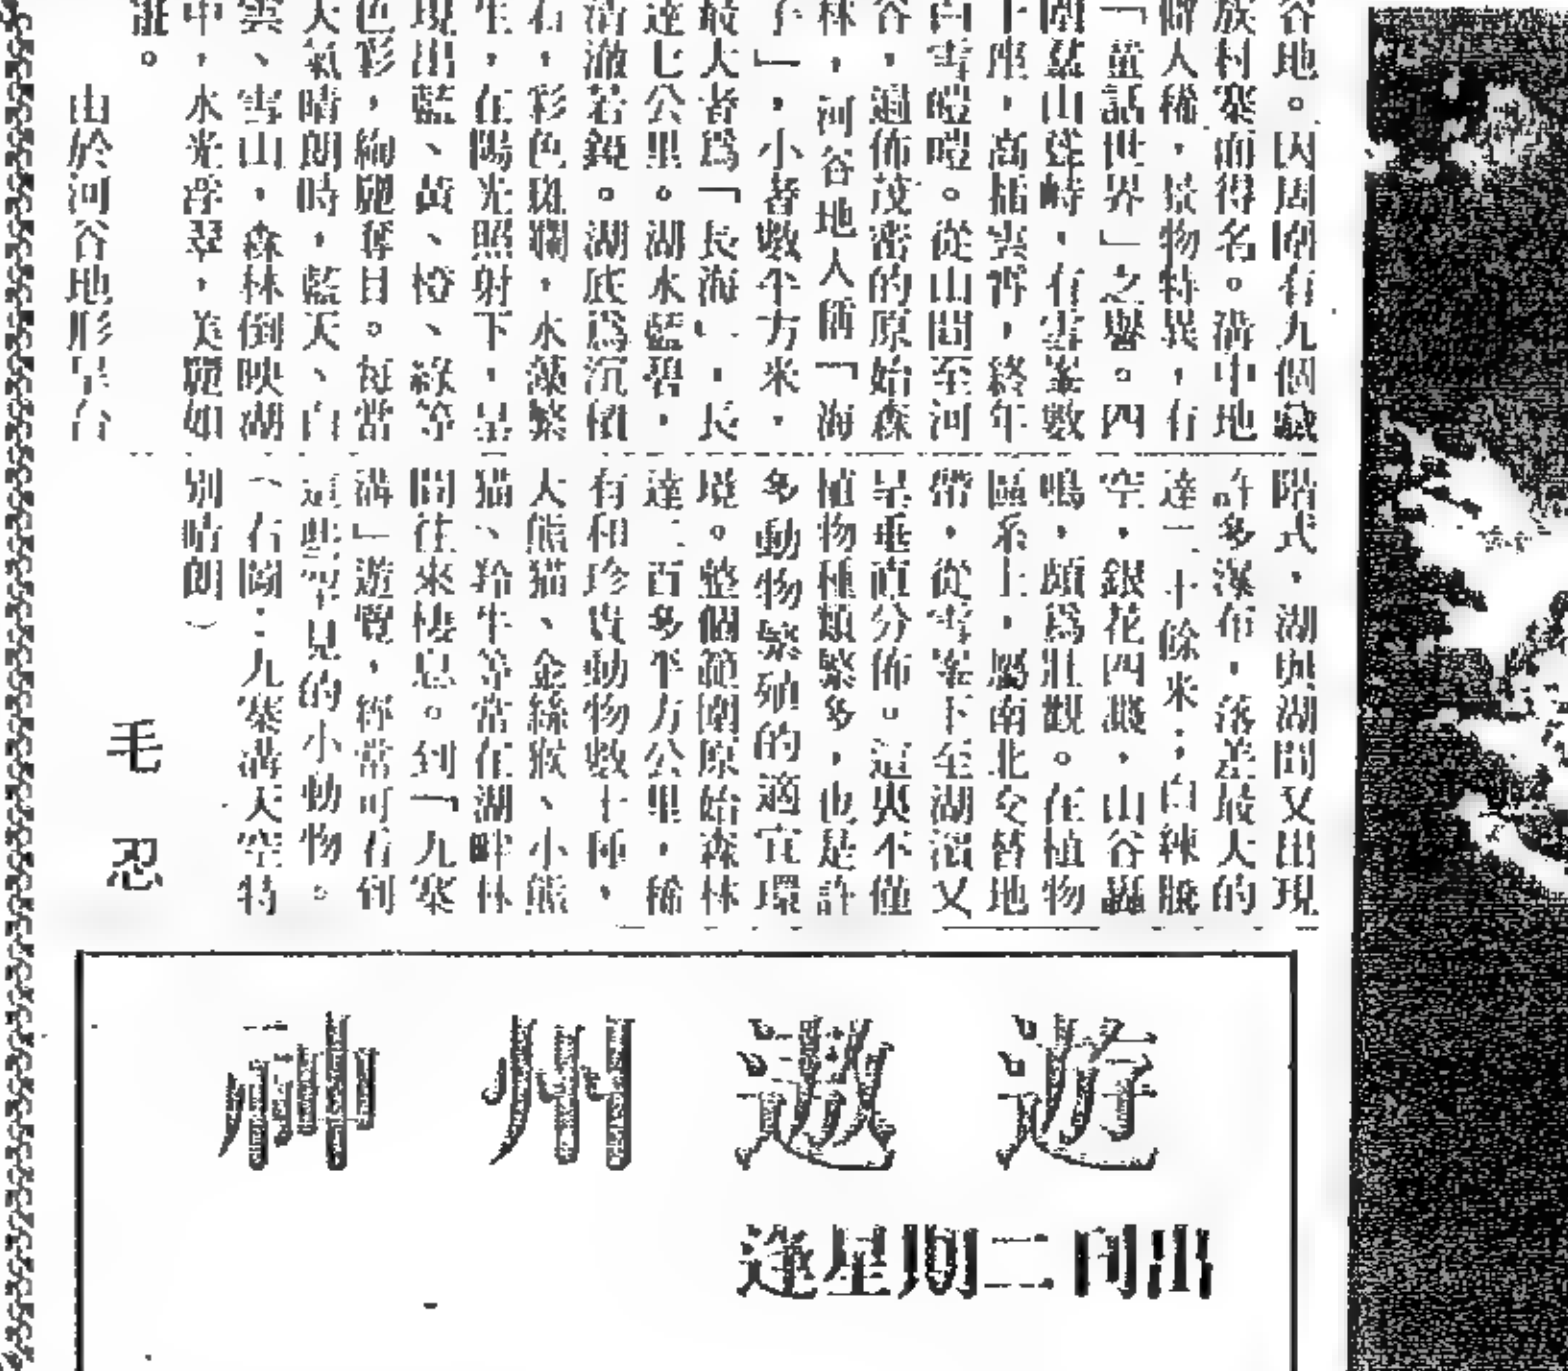 谷地。因周圍有九個藏
族村寨而得名。溝中地
僻人稀,景物特異,有
「童話世界」之譽。四
圍羣山聳峙,有雪峯數
十座,高插雲霄,終年
白雪皚皚。從山間至河
谷,遍佈茂密的原始森
林,河谷地人稱「海
子」,小者數平方米,
最大者爲「長海」,長
達七公里。湖水藍碧,
清澈若鏡。湖底爲沉積
石,彩色斑斕,水藻繁
生,在陽光照射下,呈
現出藍、黃、橙、綠等
色彩,絢麗奪目。每當
天氣晴朗時,藍天、白
雲、雪山,森林倒映湖
中,水光浮翠,美麗如
。
由於河谷地形呈台
階式,湖與湖間又出現
許多瀑布,落差最大的
達二十餘米;白練騰
空,銀花四濺,山谷轟
鳴,頗爲壯觀。在植物
區系上,屬南北交替地
帶,從雪峯下至湖濱又
呈垂直分佈。這裏不僅
植物種類繁多,也是許
多動物繁殖的適宜環
境。整個範圍原始森林
達二百多平方公里,稀
有和珍貴動物數十種,
大熊猫、金絲猴、小熊
猫、羚牛等常在湖畔林
間往來棲息。到「九寨
溝」遊覽,經常可看到
這些罕見的小動物。
(右圖:九寨溝天空特
別晴朗)
毛忍
遊邀州神
逢星期二刊出